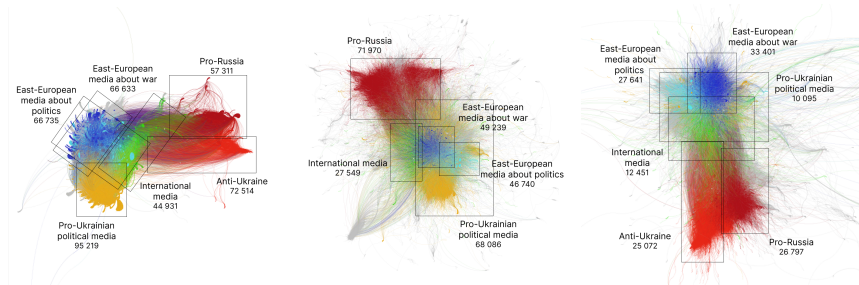 Pro-Russia
57 311
East-European
media about war
66 633
East-European
media about
politics
66 735
International
media
44 931
Anti-Ukraine
72 514
Pro-Ukrainian
political media
95 219
Pro-Russia
71 970
East-European
media about war
49 239
International media
27 549
East-European
media about politics
46 740
Pro-Ukrainian
political media
68 086
East-European
media about war
33 401
East-European
media about
politics
27 641
Pro-Ukrainian
political media
10 095
International
media
12 451
Anti-Ukraine
25 072
Pro-Russia
26 797